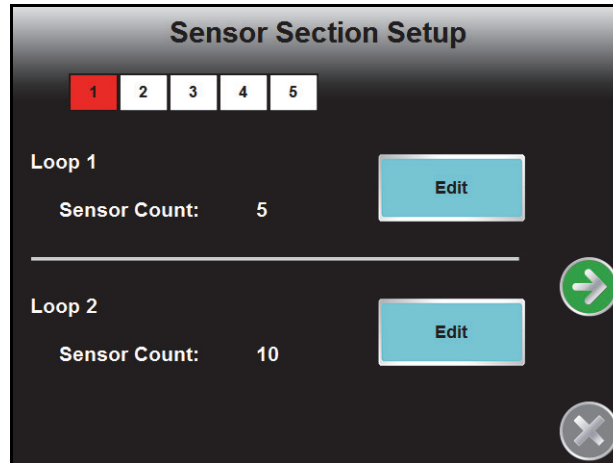 Sensor Section Setup
1 2 3 4 5
Loop 1
Edit
Sensor Count: 5
Loop 2
Edit
Sensor Count: 10